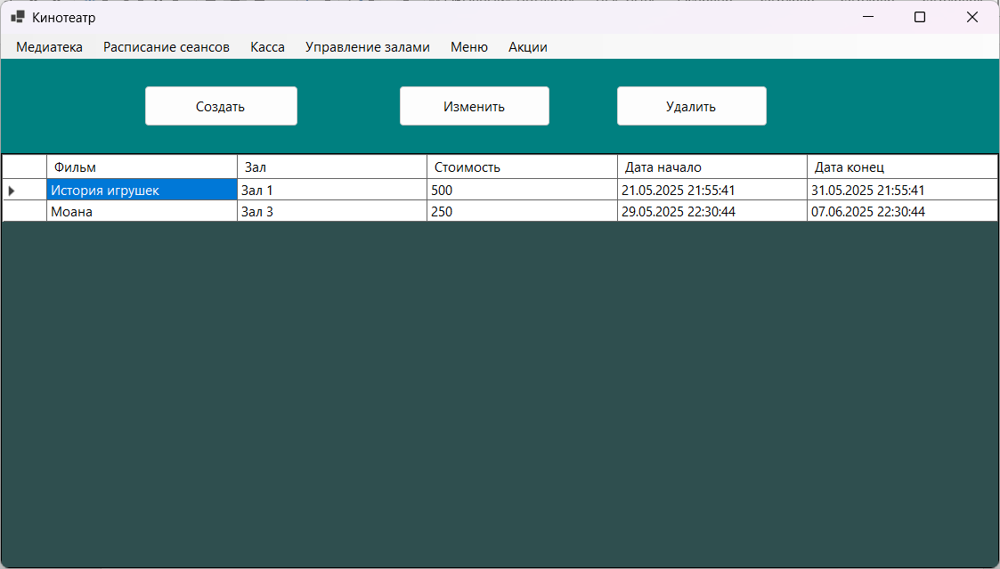 Кинотеатр
Медиатека Расписание сеансов Касса Управление залами Меню Акции
Создать Изменить Удалить
Фильм Зал Стоимость Дата начало Дата конец
История игрушек Зал 1 500 21.05.2025 21:55:41 31.05.2025 21:55:41
Моана Зал 3 250 29.05.2025 22:30:44 07.06.2025 22:30:44